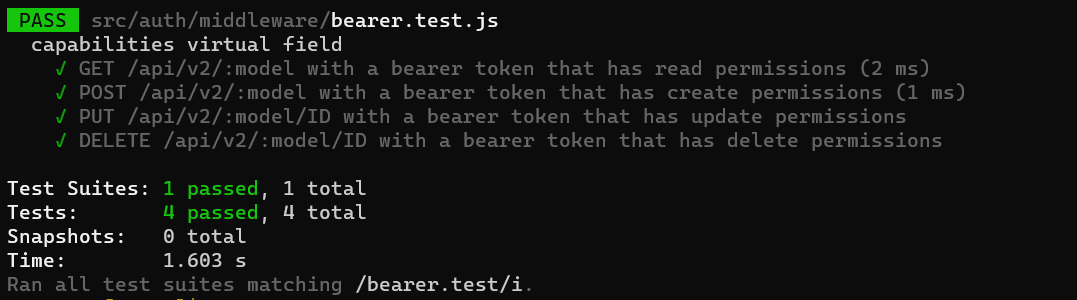 PASS src/auth/middleware/bearer.test.js
capabilities virtual field
√ GET /api/v2/:model with a bearer token that has read permissions (2 ms)
√ POST /api/v2/:model with a bearer token that has create permissions (1 ms)
√ PUT /api/v2/:model/ID with a bearer token that has update permissions
√ DELETE /api/v2/:model/ID with a bearer token that has delete permissions
Test Suites: 1 passed, 1 total
Tests: 4 passed, 4 total
Snapshots: 0 total
Time: 1.603 s
Ran all test suites matching /bearer.test/i.